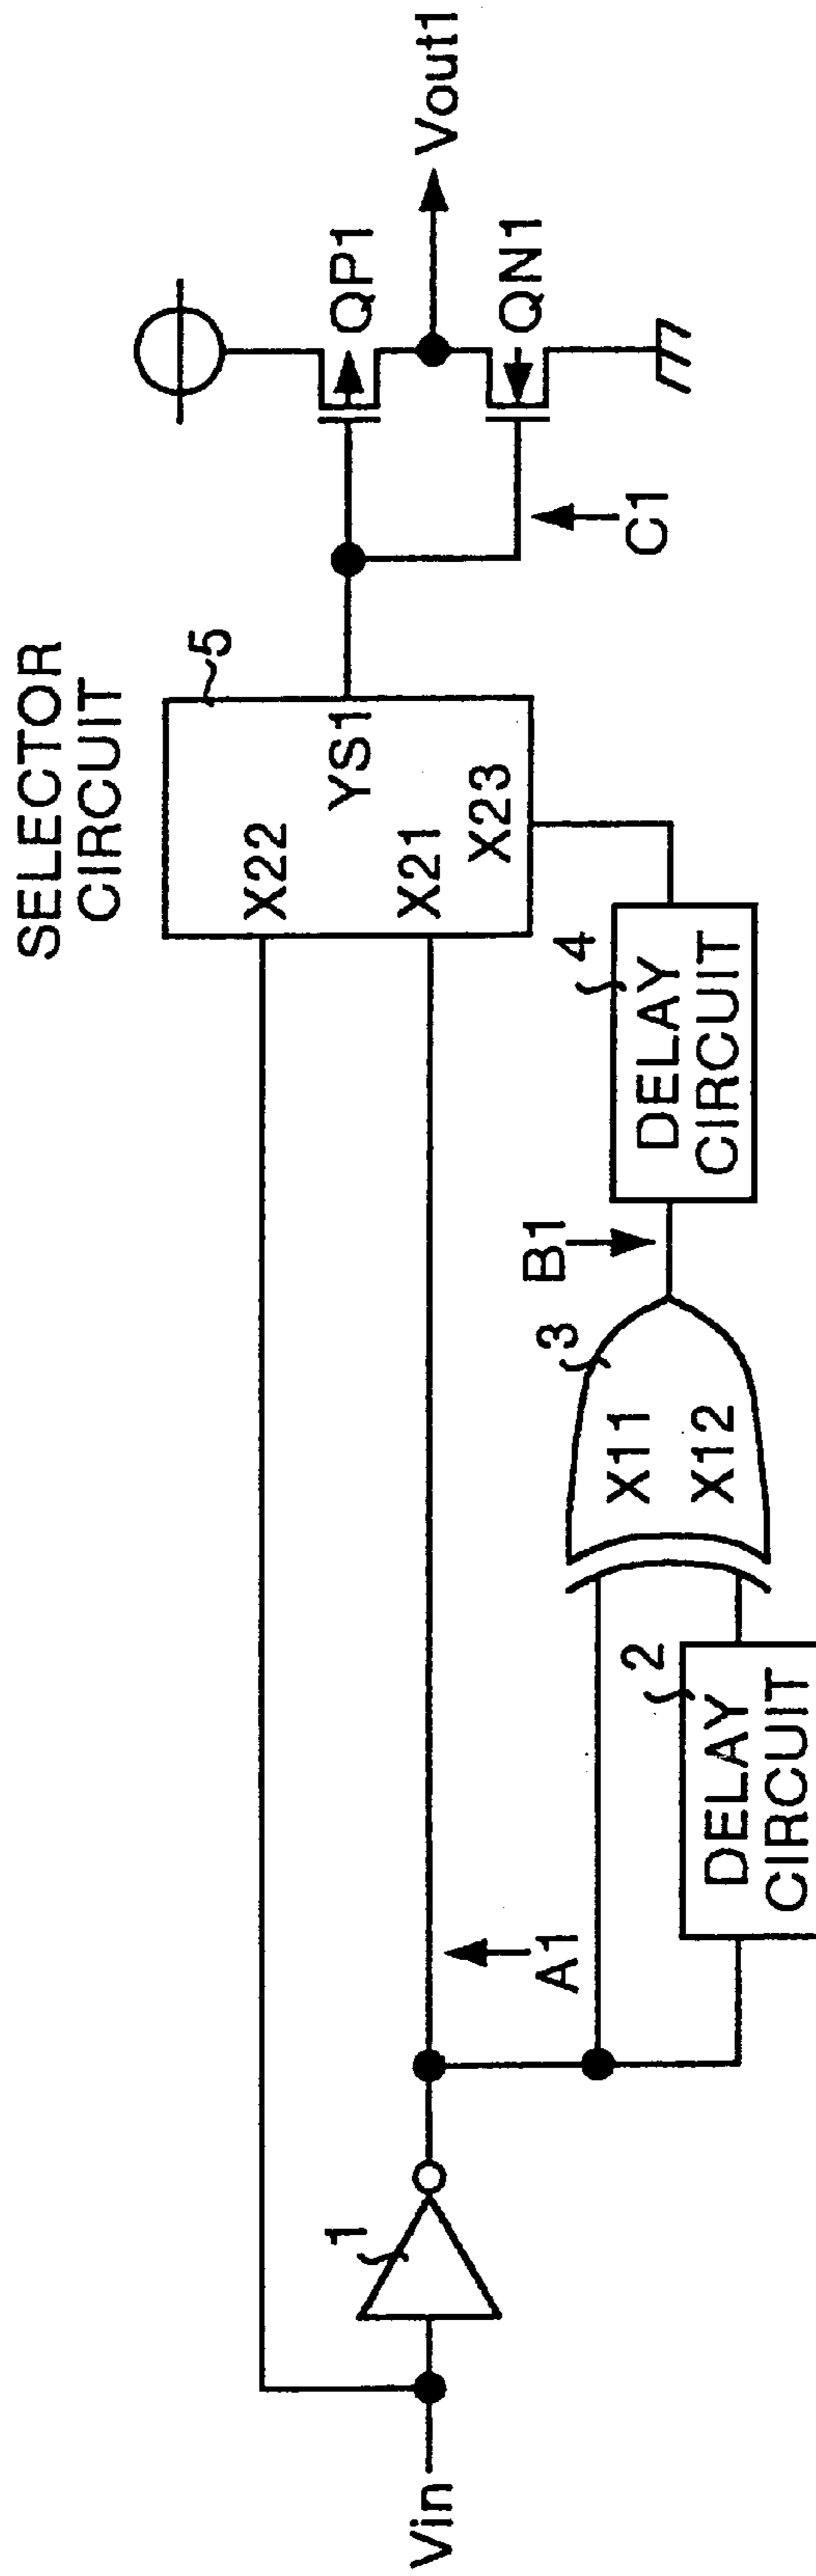 SELECTOR
CIRCUIT
5
X22
YS1
X21
X23
QP1
Vout1
QN1
C1
Vin
1
A1
2
DELAY
CIRCUIT
3
X11
X12
B1
4
DELAY
CIRCUIT